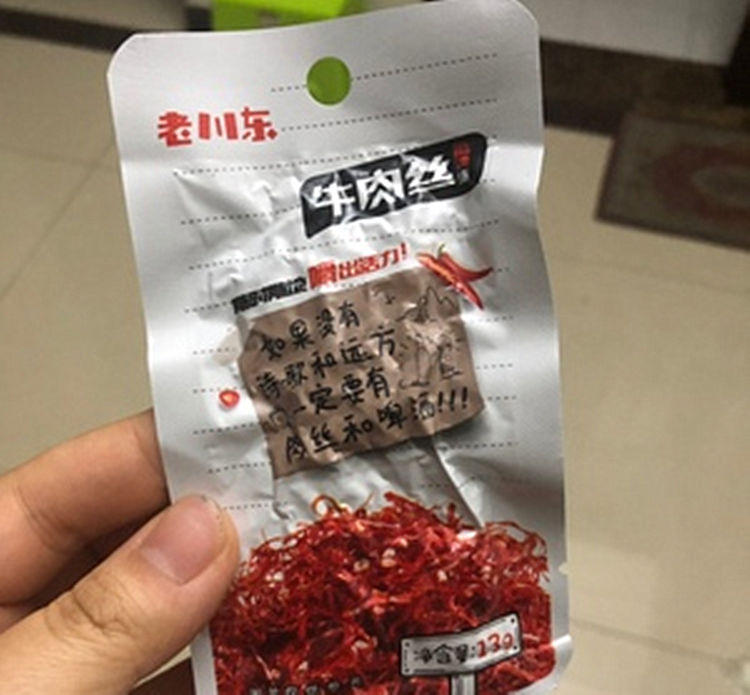 老川东
牛肉丝
嚼出活力!
如果没有
诗歌和远方
一定要有
肉丝和啤酒!!!
净含量:13g